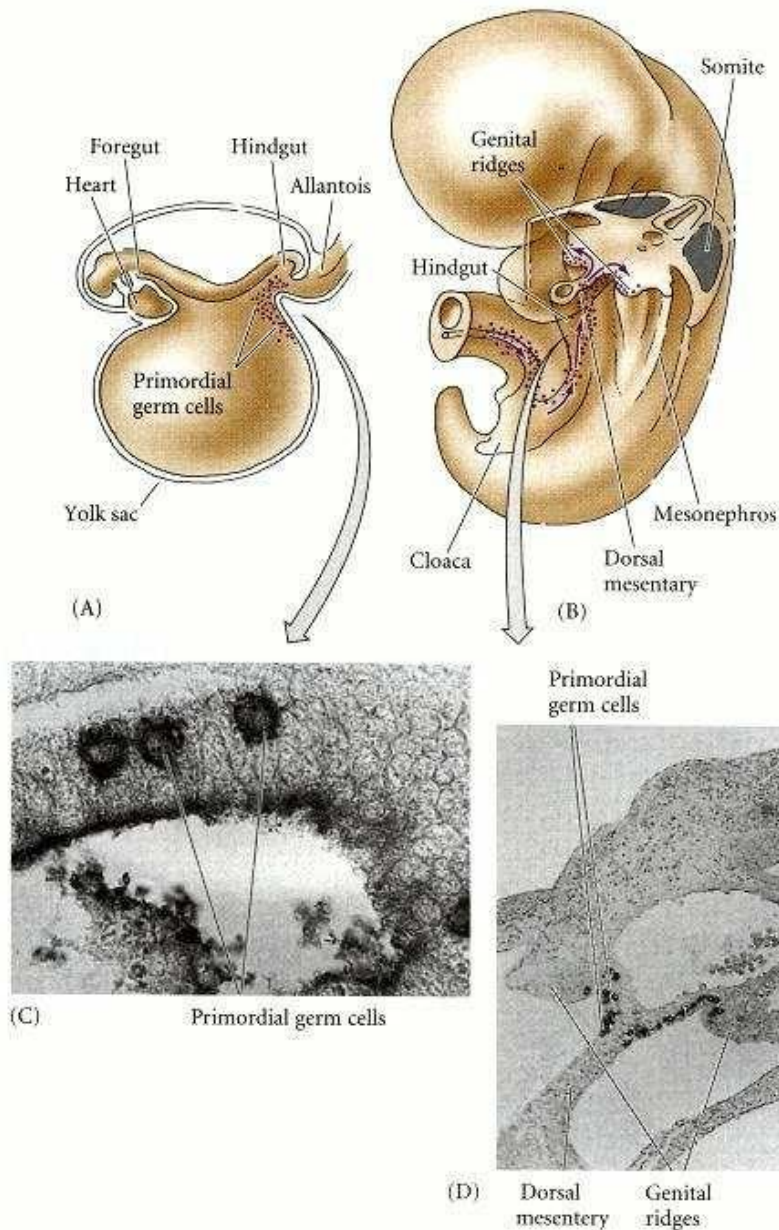 Foregut
Hindgut
Heart
Allantois
Primordial
germ cells
Yolk sac
(A)
Somite
Genital
ridges
Hindgut
Mesonephros
Cloaca
Dorsal
mesentary
(B)
Primordial
germ cells
(C)
Primordial germ cells
(D)
Dorsal
mesentery
Genital
ridges